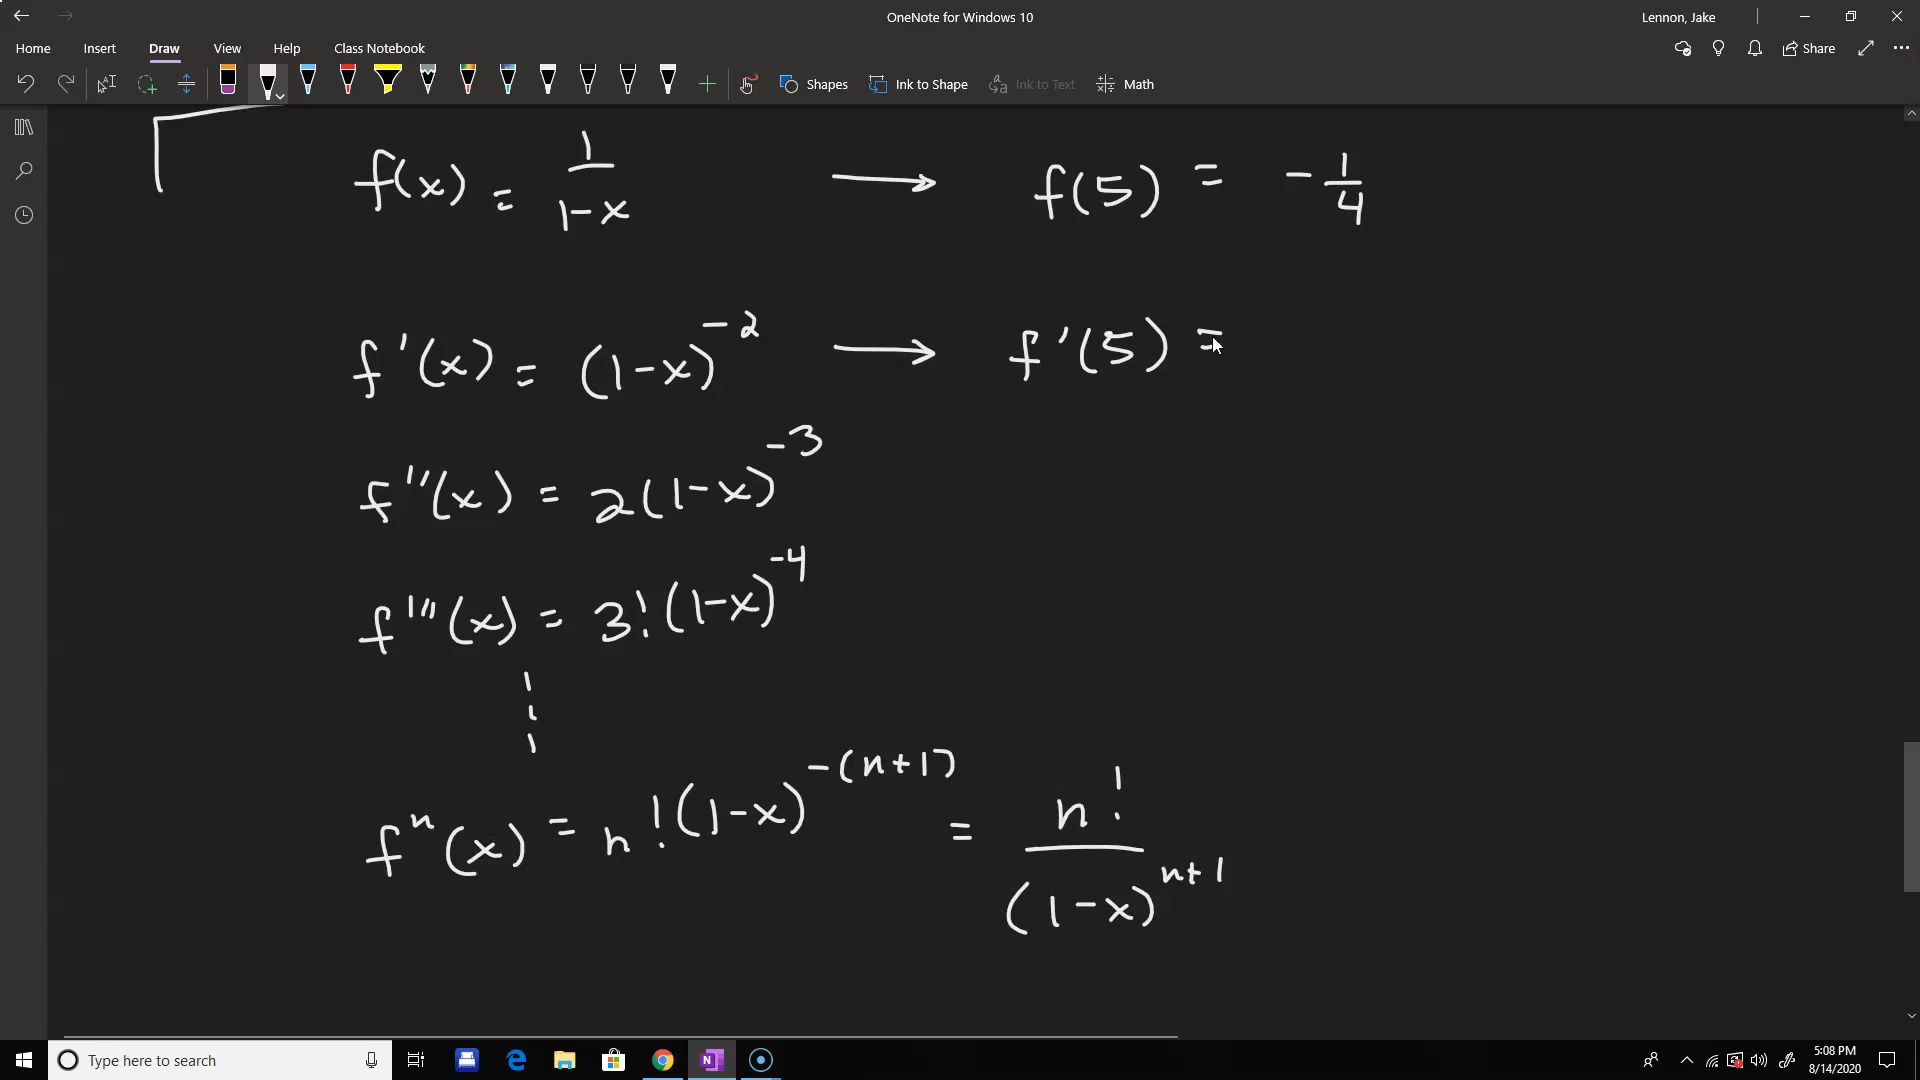 OneNote for Windows 10
Lennon, Jake
Home Insert Draw View Help Class Notebook
Share
Shapes Ink to Shape Ink to Text Math
f(x) = 1/(1-x) → f(5) = -1/4
f'(x) = (1-x)^-2 → f'(5) =
f''(x) = 2(1-x)^-3
f'''(x) = 3!(1-x)^-4
f^n(x) = n!(1-x)^-(n+1) = n!/(1-x)^n+1
Type here to search
5:08 PM
8/14/2020